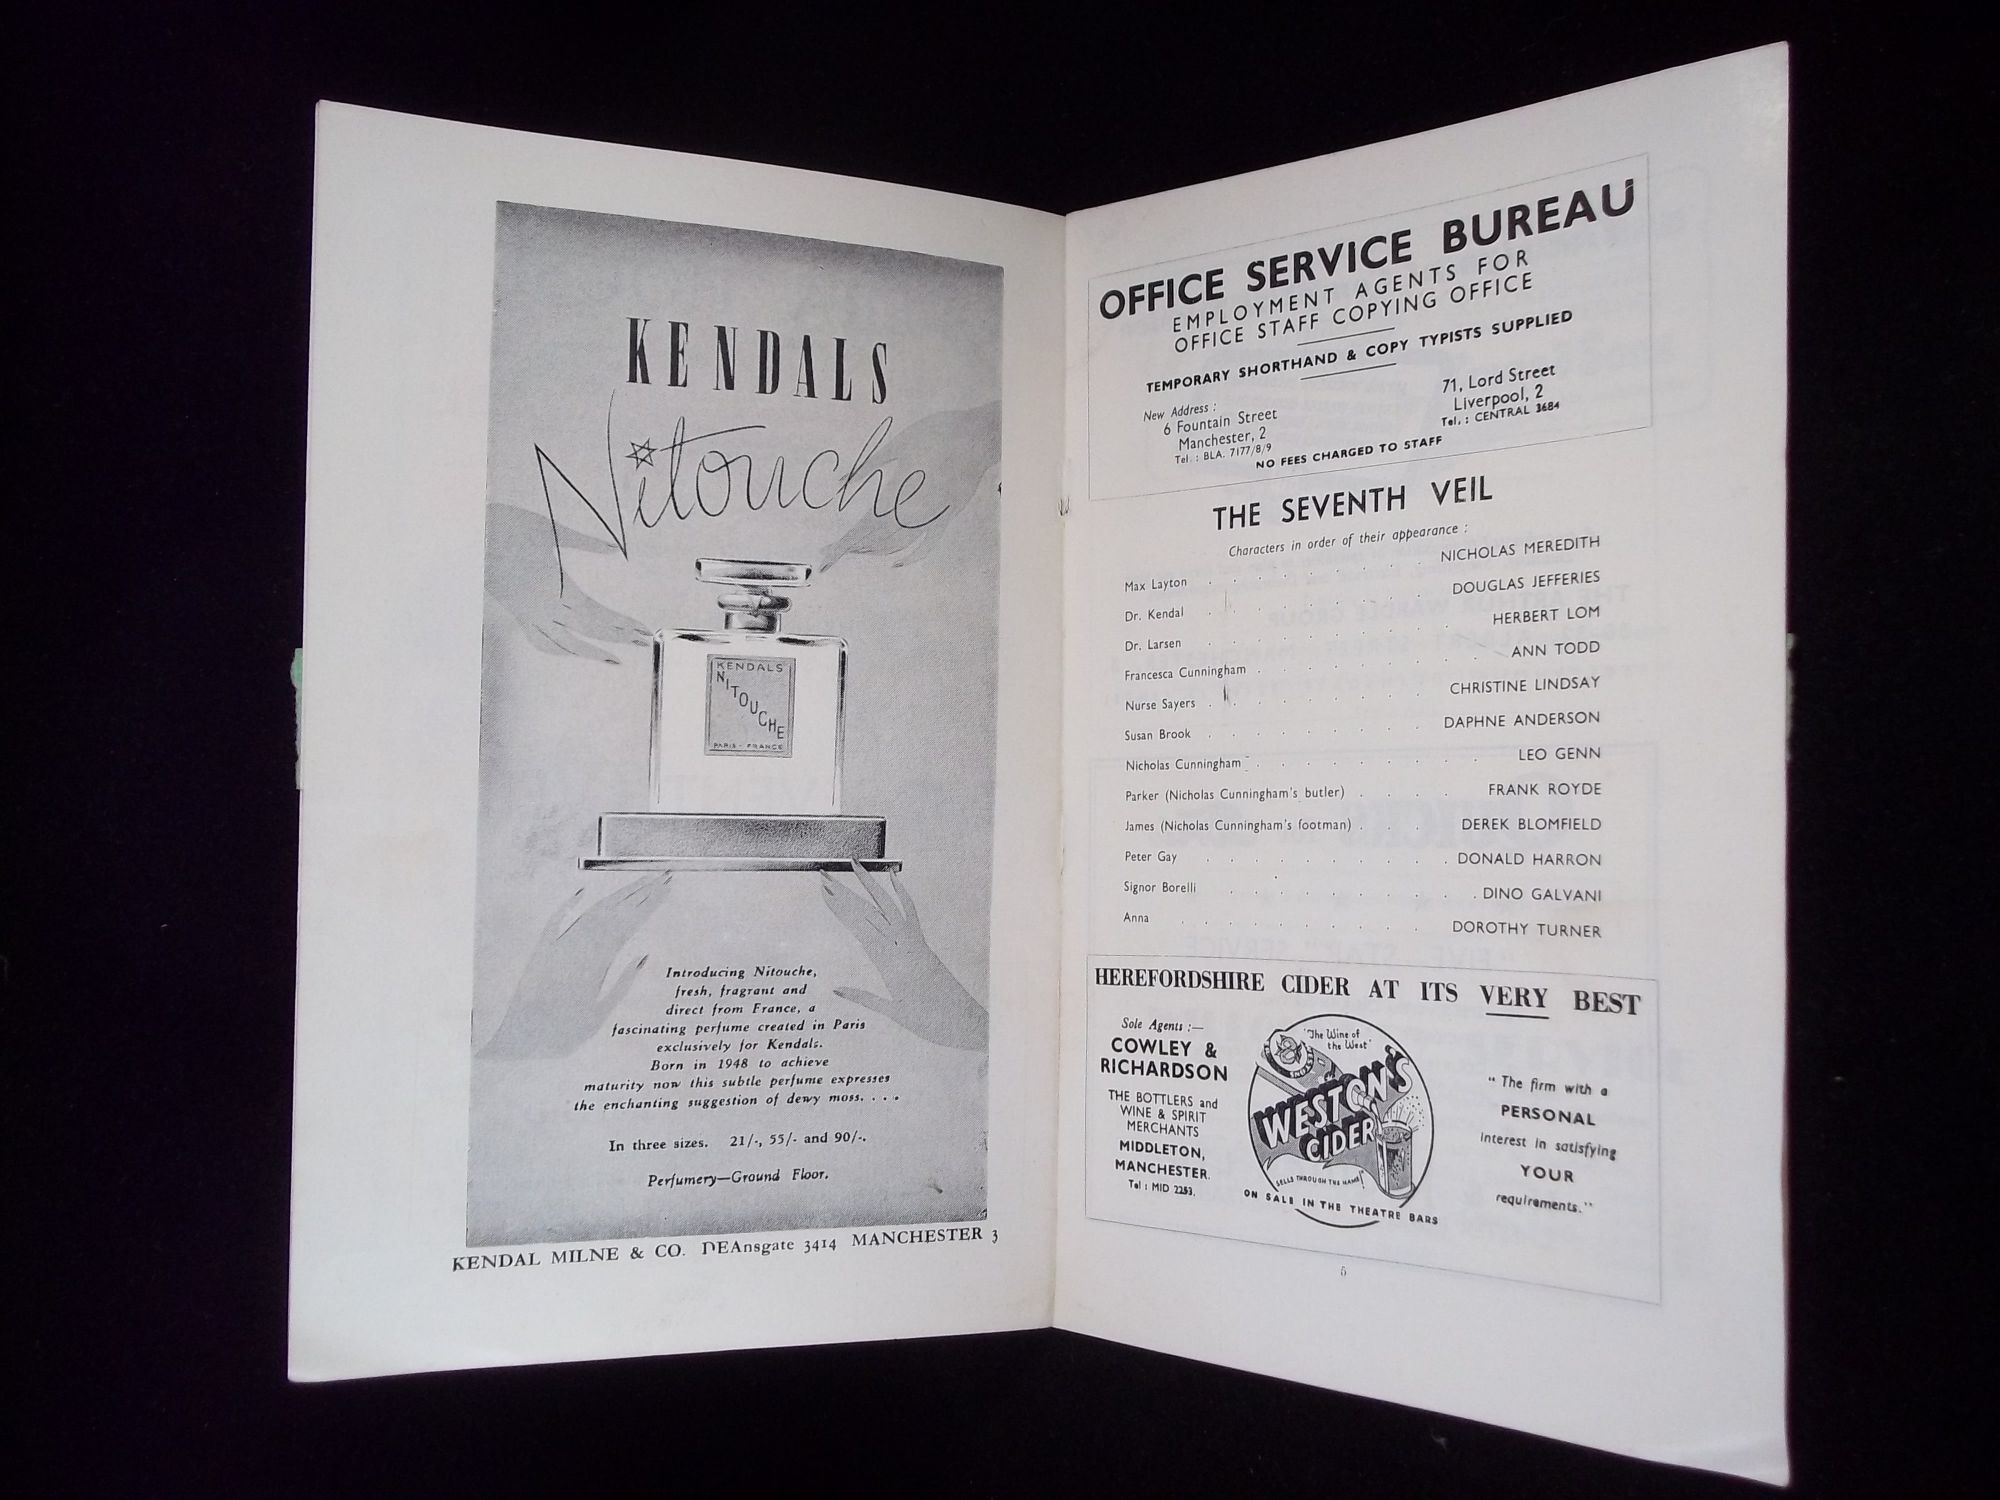 KENDALS
Nitouche
KENDALS
NITOUCHE
PARIS - FRANCE
Introducing Nitouche,
fresh, fragrant and
direct from France, a
fascinating perfume created in Paris
exclusively for Kendals.
Born in 1948 to achieve
maturity now this subtle perfume expresses
the enchanting suggestion of dewy moss. . . .
In three sizes. 21/-, 55/- and 90/-.
Perfumery—Ground Floor.
KENDAL MILNE & CO. DEAnsgate 3414 MANCHESTER 3
OFFICE SERVICE BUREAU
EMPLOYMENT AGENTS FOR
OFFICE STAFF COPYING OFFICE
TEMPORARY SHORTHAND & COPY TYPISTS SUPPLIED
New Address :
6 Fountain Street
Manchester, 2
Tel. : BLA. 7177/8/9
71, Lord Street
Liverpool, 2
Tel. : CENTRAL 3684
NO FEES CHARGED TO STAFF
THE SEVENTH VEIL
Characters in order of their appearance :
Max Layton . . . . . . . . . NICHOLAS MEREDITH
Dr. Kendal . . . . . . . . . DOUGLAS JEFFERIES
Dr. Larsen . . . . . . . . . HERBERT LOM
Francesca Cunningham . . . . . . . . ANN TODD
Nurse Sayers . . . . . . . . CHRISTINE LINDSAY
Susan Brook . . . . . . . . DAPHNE ANDERSON
Nicholas Cunningham . . . . . . . . . LEO GENN
Parker (Nicholas Cunningham's butler) . . . . FRANK ROYDE
James (Nicholas Cunningham's footman) . . . DEREK BLOMFIELD
Peter Gay . . . . . . . . . . DONALD HARRON
Signor Borelli . . . . . . . . . . DINO GALVANI
Anna . . . . . . . . . DOROTHY TURNER
HEREFORDSHIRE CIDER AT ITS VERY BEST
Sole Agents :—
COWLEY &
RICHARDSON
THE BOTTLERS and
WINE & SPIRIT
MERCHANTS
MIDDLETON,
MANCHESTER.
Tel : MID 2253.
'The Wine of
the West'
WESTONS
WESTON'S
CIDER
SELLS THROUGH THE NAME!
ON SALE IN THE THEATRE BARS
" The firm with a
PERSONAL
interest in satisfying
YOUR
requirements."
5